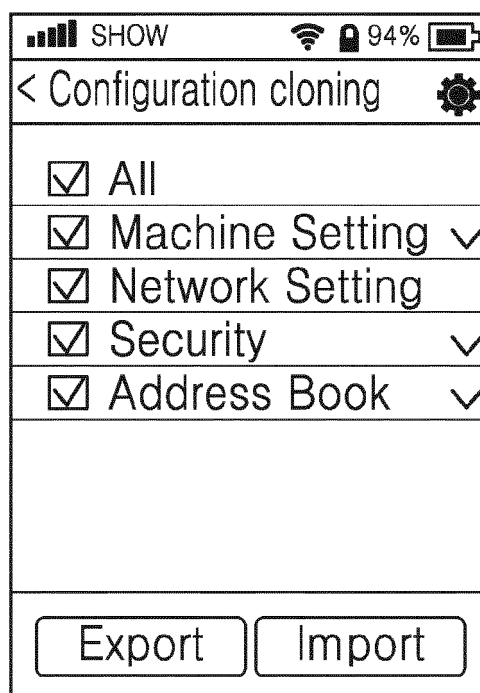 SHOW 94%
< Configuration cloning
All
Machine Setting
Network Setting
Security
Address Book
Export Import